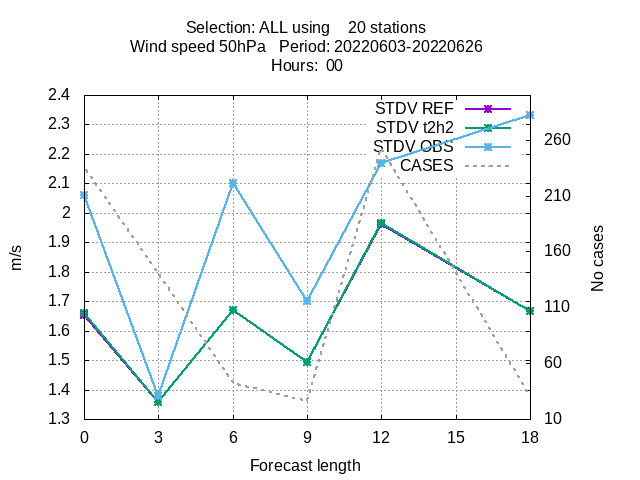 Selection: ALL using    20 stations
Wind speed 50hPa   Period: 20220603-20220626
Hours:  00
STDV REF
STDV t2h2
STDV OBS
CASES
2.4
2.3
2.2
2.1
2
1.9
1.8
1.7
1.6
1.5
1.4
1.3
m/s
260
210
160
110
60
10
No cases
0 3 6 9 12 15 18
Forecast length